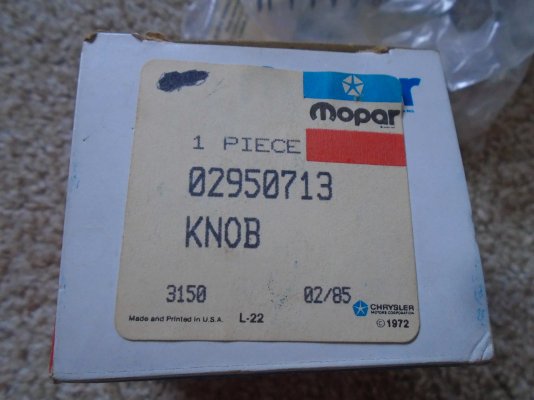 Mopar
1 PIECE
02950713
KNOB
3150 02/85
CHRYSLER
MOTORS CORPORATION
Made and Printed in U.S.A. L-22 ©1972